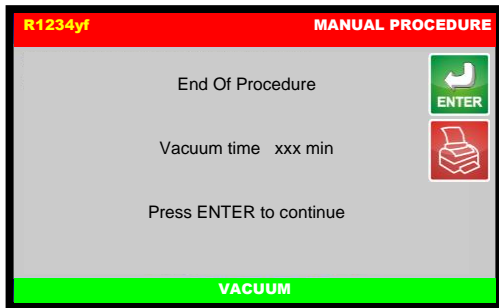 R1234yf MANUAL PROCEDURE
End Of Procedure
ENTER
Vacuum time xxx min
Press ENTER to continue
VACUUM